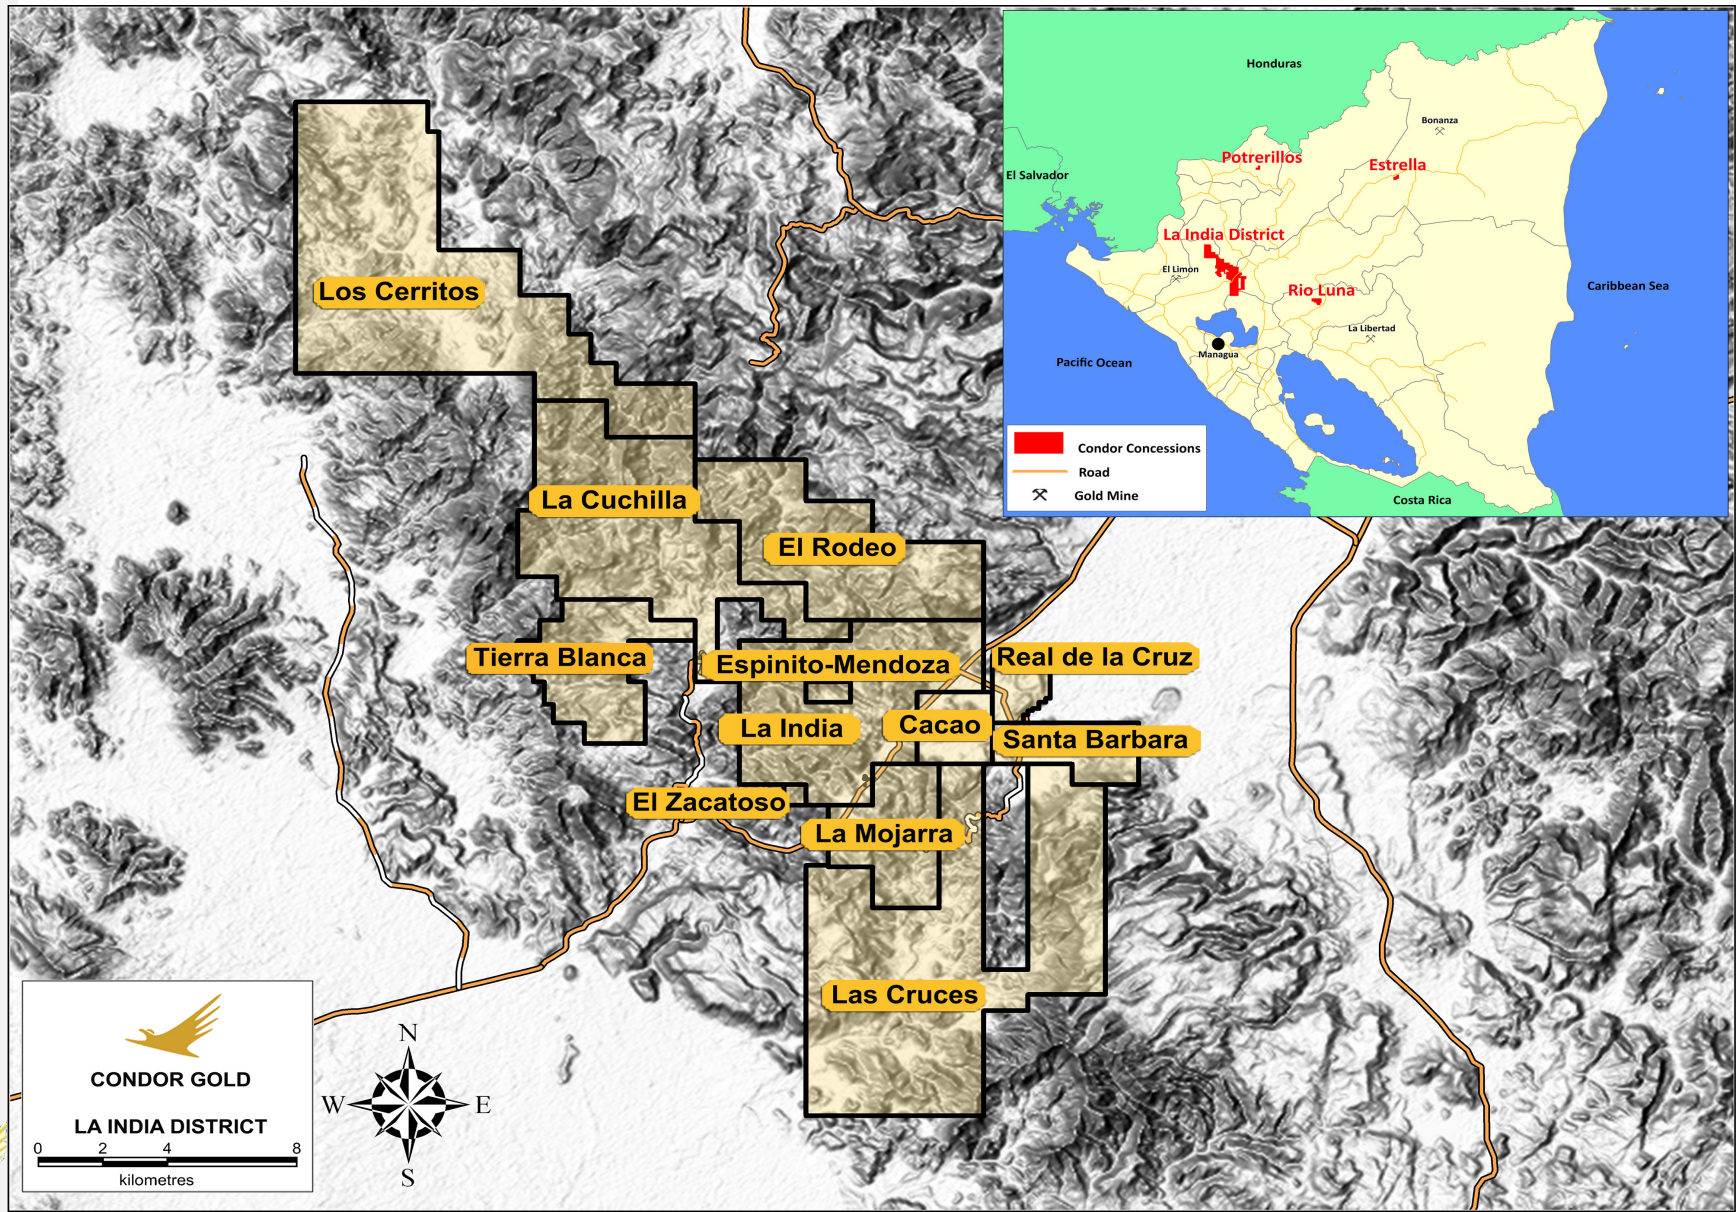 Honduras
Bonanza
Potrerillos
Estrella
El Salvador
La India District
El Limon
Rio Luna
Caribbean Sea
La Libertad
Managua
Pacific Ocean
Condor Concessions
Road
Gold Mine
Costa Rica
Los Cerritos
La Cuchilla
El Rodeo
Tierra Blanca
Espinito-Mendoza
Real de la Cruz
La India
Cacao
Santa Barbara
El Zacatoso
La Mojarra
Las Cruces
N
W
E
S
CONDOR GOLD
LA INDIA DISTRICT
0 2 4 8
kilometres